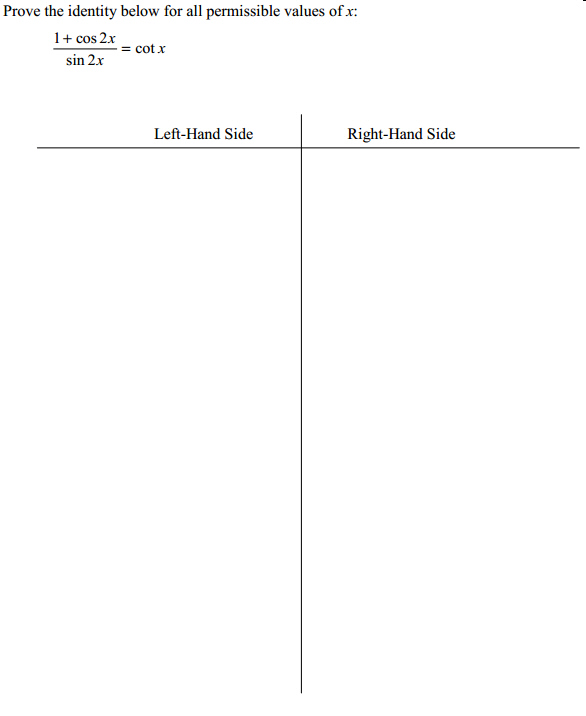 Prove the identity below for all permissible values of x:
1 + cos 2x
sin 2x
= cot x
Left-Hand Side
Right-Hand Side